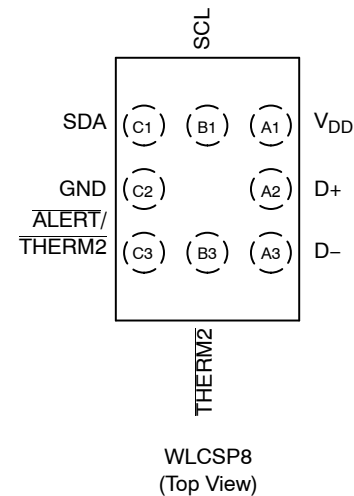 SCL
SDA C1 B1 A1 VDD
GND C2 A2 D+
ALERT/
THERM2 C3 B3 A3 D−
THERM2
WLCSP8
(Top View)